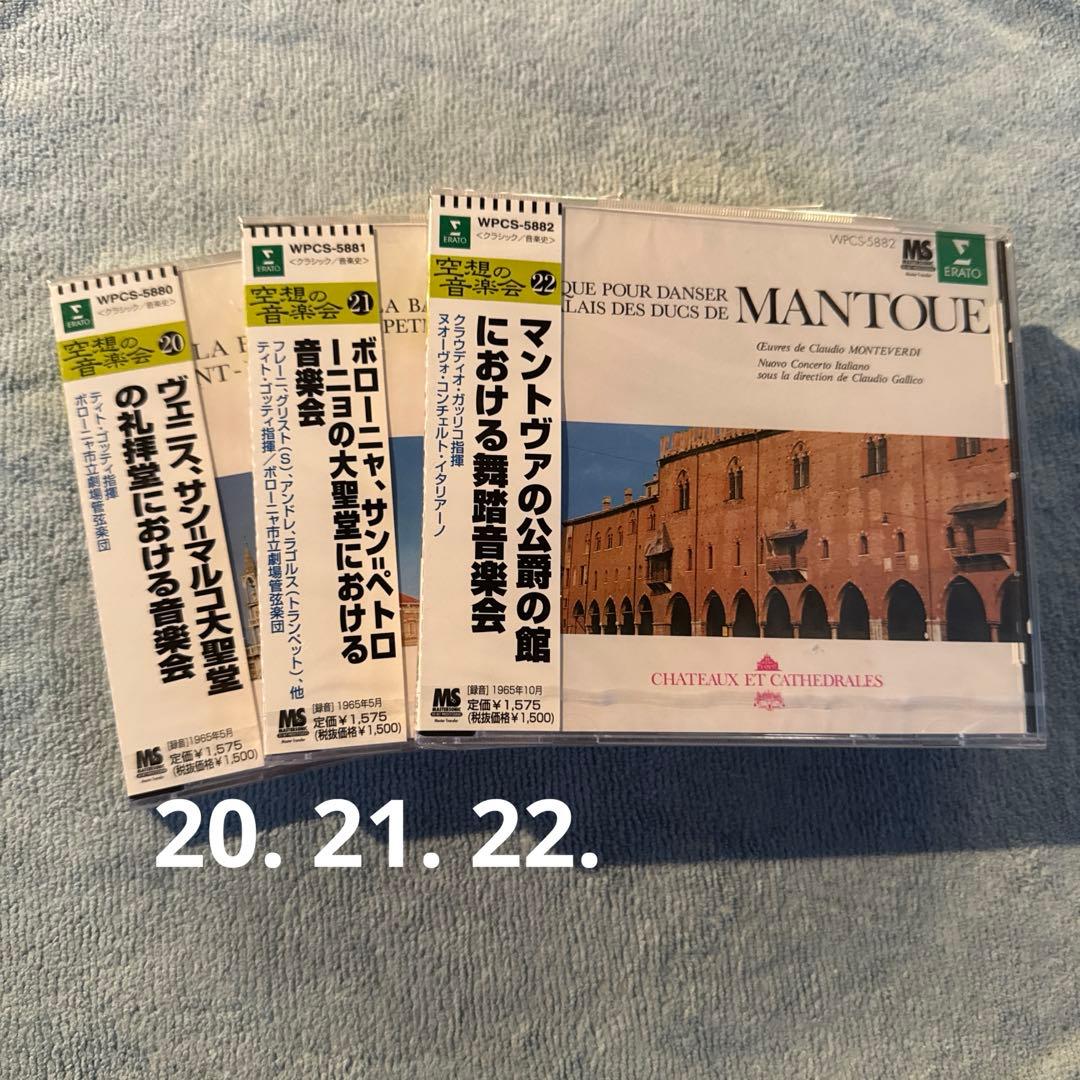 WPCS-5880
ERATO
<クラシック/音楽史>
空想の
音楽会
20
ヴェニス、サン=マルコ大聖堂
の礼拝堂における音楽会
ティト・ゴッティ指揮
ボローニャ市立劇場管弦楽団
MS
MASTERSONIC
Master Transfer
[録音]1965年5月
定価¥1,575
(税抜価格¥1,500)
WPCS-5881
ERATO
<クラシック/音楽史>
空想の
音楽会
21
ボローニャ、サン=ペトロ
ーニョの大聖堂における
音楽会
フレーニ、グリスト(S)、アンドレ、ラゴルス(トランペット)、他
ティト・ゴッティ指揮/ボローニャ市立劇場管弦楽団
MS
MASTERSONIC
Master Transfer
[録音]1965年5月
定価¥1,575
(税抜価格¥1,500)
WPCS-5882
ERATO
<クラシック/音楽史>
空想の
音楽会
22
マントヴァの公爵の館
における舞踏音楽会
クラウディオ・ガッリコ指揮
ヌオーヴォ・コンチェルト・イタリアーノ
MS
MASTERSONIC
Master Transfer
[録音]1965年10月
定価¥1,575
(税抜価格¥1,500)
WPCS-5882
MS
Master Transfer
ERATO
QUE POUR DANSER
LAIS DES DUCS DE
MANTOUE
Œuvres de Claudio MONTEVERDI
Nuovo Concerto Italiano
sous la direction de Claudio Gallico
CHATEAUX ET CATHEDRALES
20. 21. 22.